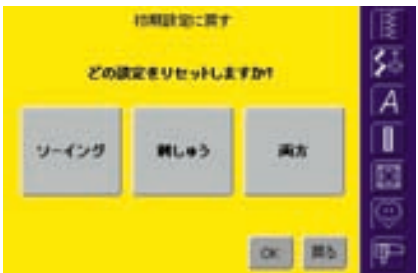 初期設定に戻す
どの設定をリセットしますか?
ソーイング
刺しゅう
両方
OK
戻る
A